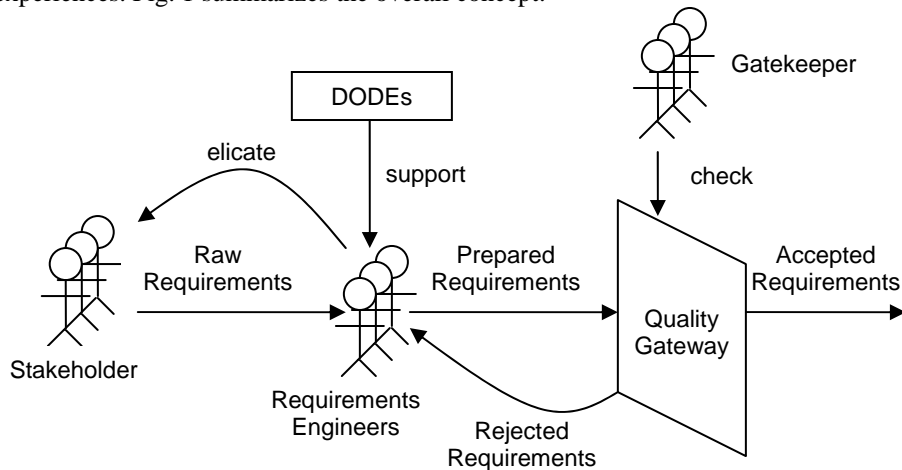 xperiences. Fig. 1 summarizes the overall concept.
Gatekeeper
DODEs
elicate
support
check
Raw
Requirements
Prepared
Requirements
Accepted
Requirements
Quality
Gateway
Stakeholder
Requirements
Engineers
Rejected
Requirements